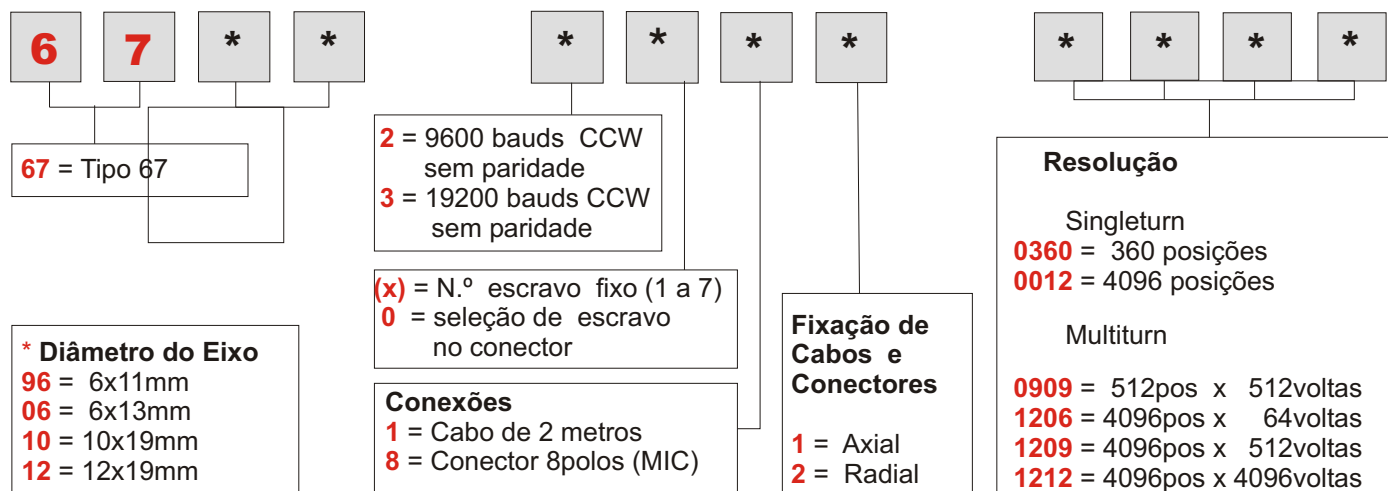 6 7 * * * * * * * * * *
67 = Tipo 67
* Diâmetro do Eixo
96 = 6x11mm
06 = 6x13mm
10 = 10x19mm
12 = 12x19mm
2 = 9600 bauds CCW
sem paridade
3 = 19200 bauds CCW
sem paridade
(x) = N.º escravo fixo (1 a 7)
0 = seleção de escravo
no conector
Conexões
1 = Cabo de 2 metros
8 = Conector 8polos (MIC)
Fixação de
Cabos e
Conectores
1 = Axial
2 = Radial
Resolução
Singleturn
0360 = 360 posições
0012 = 4096 posições
Multiturn
0909 = 512pos x 512voltas
1206 = 4096pos x 64voltas
1209 = 4096pos x 512voltas
1212 = 4096pos x 4096voltas